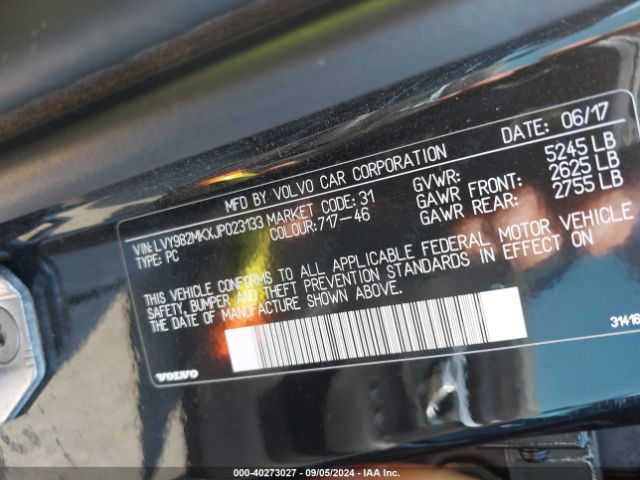 MFD BY VOLVO CAR CORPORATION
DATE: 06/17
VIN: LVY982MKXJP023133 MARKET CODE: 31
TYPE: PC
COLOUR: 717-46
GVWR: 5245 LB
GAWR FRONT: 2625 LB
GAWR REAR: 2755 LB
THIS VEHICLE CONFORMS TO ALL APPLICABLE FEDERAL MOTOR VEHICLE
SAFETY, BUMPER AND THEFT PREVENTION STANDARDS IN EFFECT ON
THE DATE OF MANUFACTURE SHOWN ABOVE.
VOLVO
31416
000-40273027 - 09/05/2024 - IAA Inc.